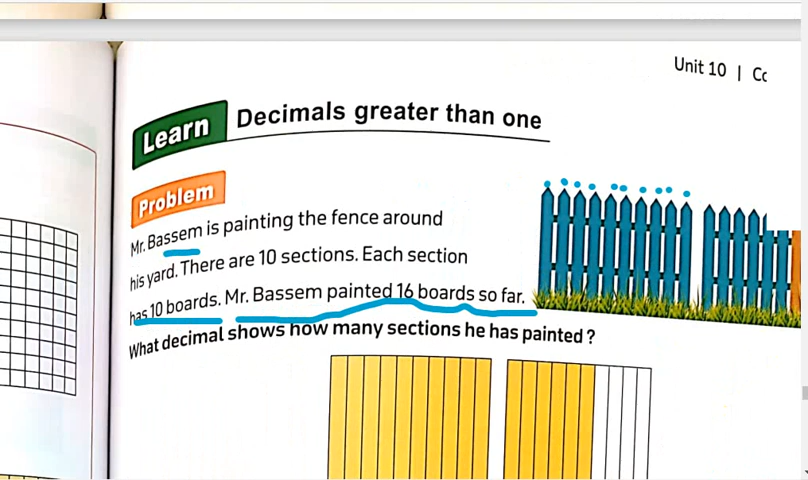 Unit 10 |
Learn Decimals greater than one
Problem
Mr. Bassem is painting the fence around
his yard. There are 10 sections. Each section
has 10 boards. Mr. Bassem painted 16 boards so far.
What decimal shows how many sections he has painted?